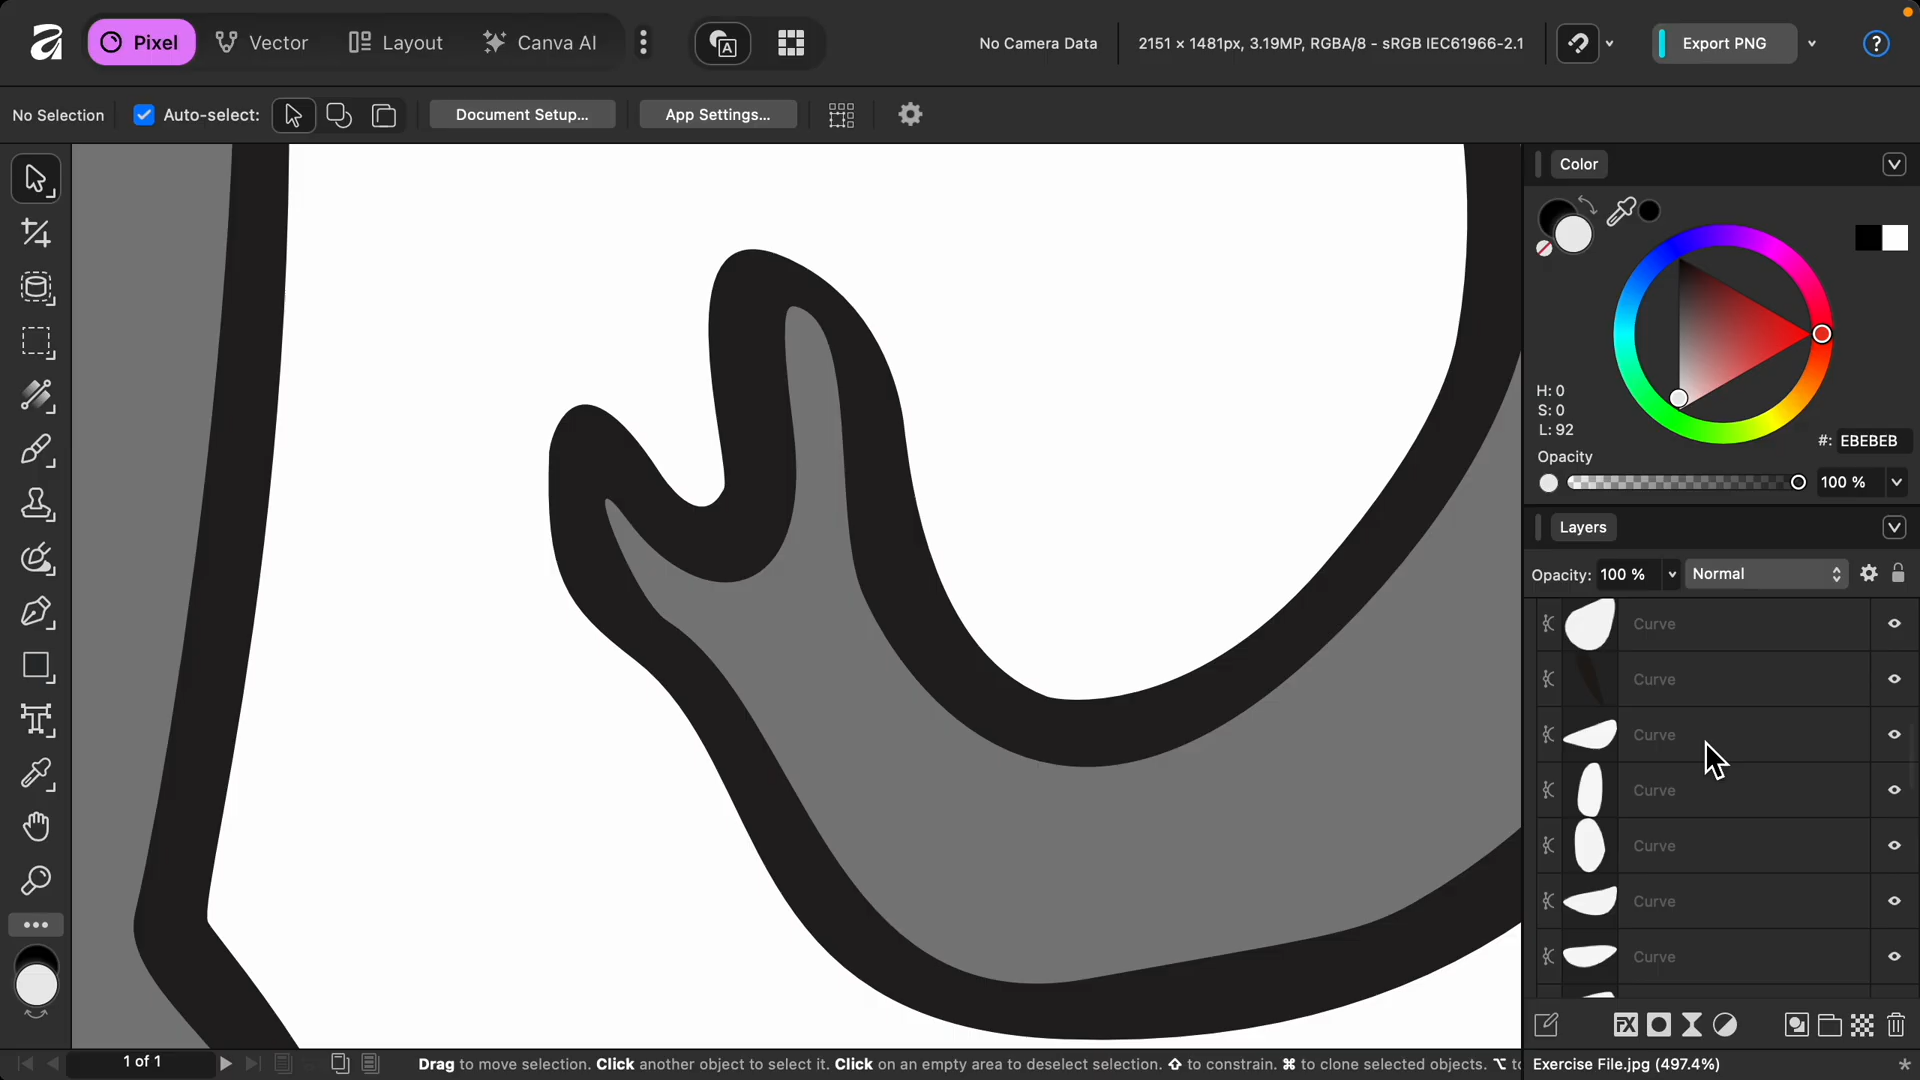 Pixel
Vector
Layout
Canva AI
No Camera Data
2151 × 1481px, 3.19MP, RGBA/8 - sRGB IEC61966-2.1
Export PNG
?
No Selection
Auto-select:
Document Setup...
App Settings...
Color
H: 0
S: 0
L: 92
#: EBEBEB
Opacity
100 %
Layers
Opacity: 100 %
Normal
Curve
Curve
Curve
Curve
Curve
Curve
Curve
1 of 1
Drag to move selection. Click another object to select it. Click on an empty area to deselect selection. ⇧ to constrain. ⌘ to clone selected objects. ⌥ to
Exercise File.jpg (497.4%)